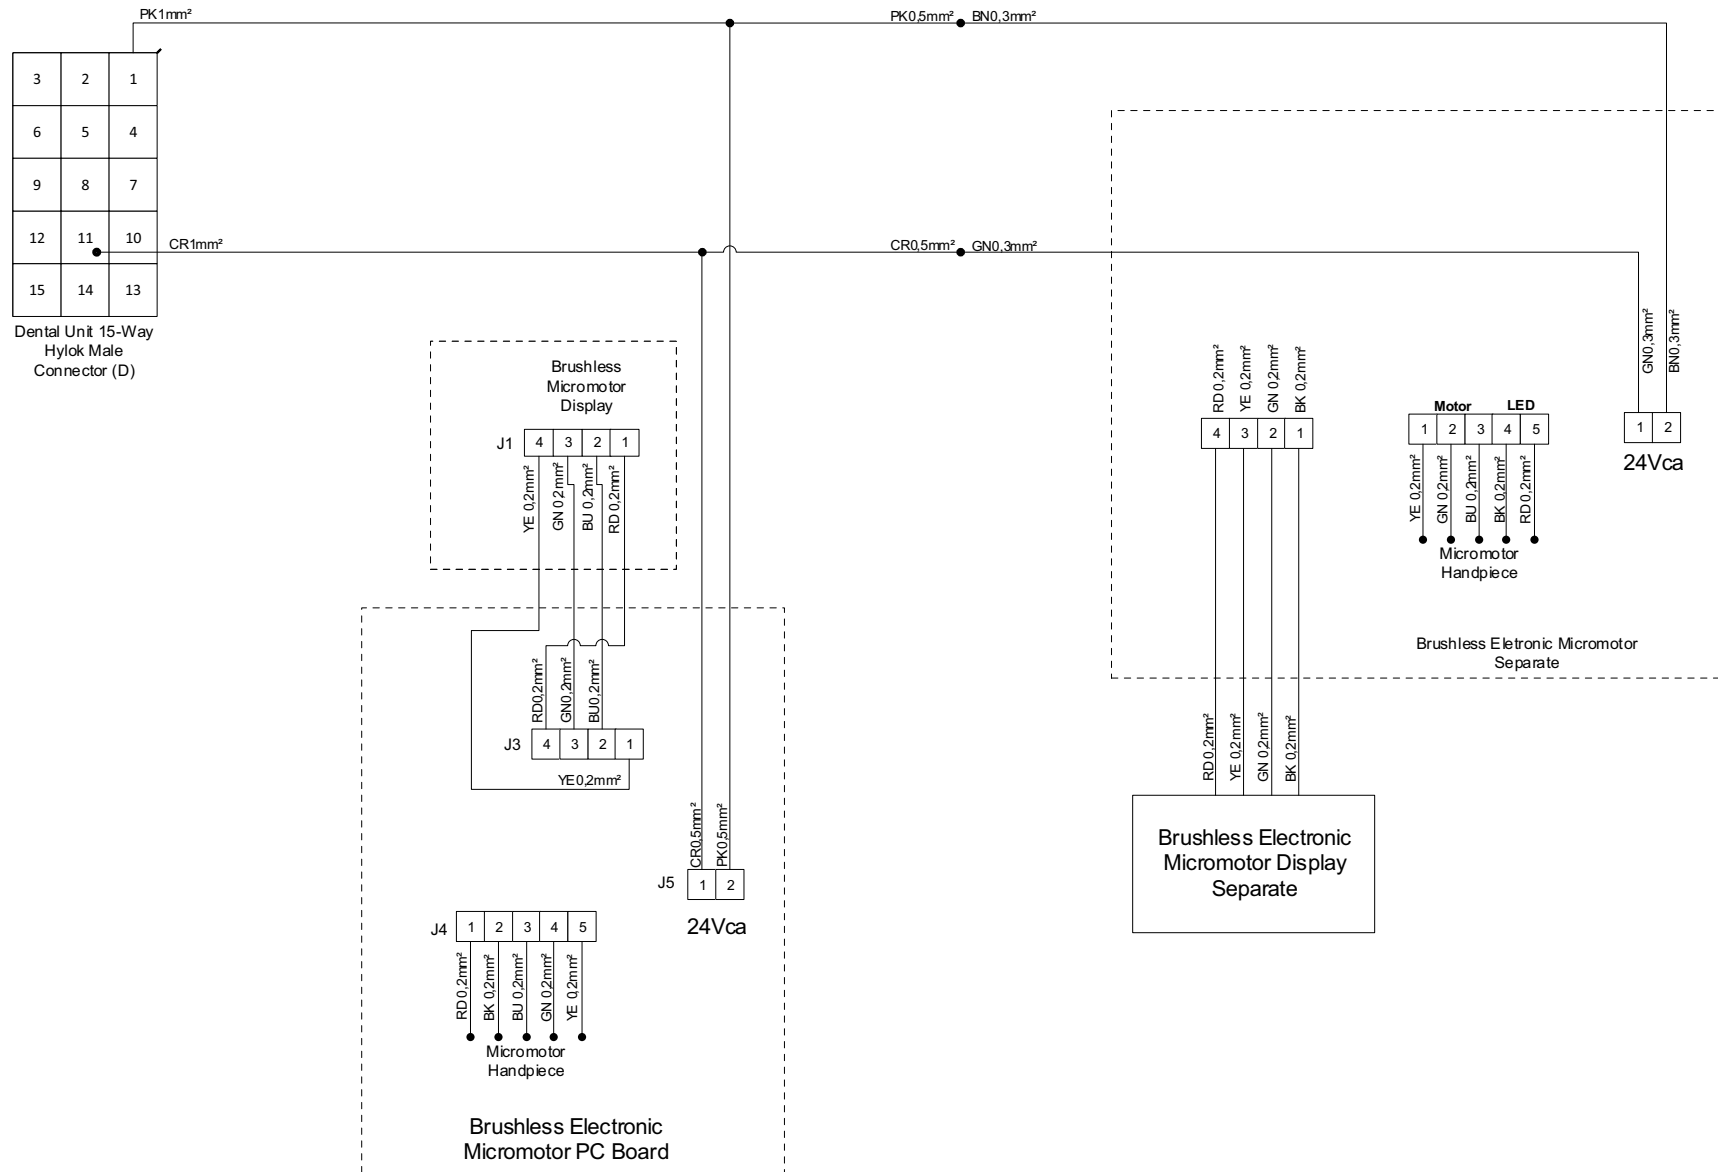 PK1mm²
PK0,5mm² BN0,3mm²
3 2 1
6 5 4
9 8 7
12 11 10
15 14 13
CR1mm²
CR0,5mm² GN0,3mm²
Dental Unit 15-Way
Hylok Male
Connector (D)
Brushless
Micromotor
Display
J1 4 3 2 1
YE 0,2mm²
GN 0,2mm²
BU 0,2mm²
RD 0,2mm²
RD0,2mm²
GN0,2mm²
BU0,2mm²
J3 4 3 2 1
YE0,2mm²
CR0,5mm²
PK0,5mm²
J5 1 2
24Vca
J4 1 2 3 4 5
RD 0,2mm²
BK 0,2mm²
BU 0,2mm²
GN 0,2mm²
YE 0,2mm²
Micromotor
Handpiece
Brushless Electronic
Micromotor PC Board
RD 0,2mm²
YE 0,2mm²
GN 0,2mm²
BK 0,2mm²
4 3 2 1
Motor LED
1 2 3 4 5
YE 0,2mm²
GN 0,2mm²
BU 0,2mm²
BK 0,2mm²
RD 0,2mm²
Micromotor
Handpiece
GN0,3mm²
BN0,3mm²
1 2
24Vca
Brushless Eletronic Micromotor
Separate
RD 0,2mm²
YE 0,2mm²
GN 0,2mm²
BK 0,2mm²
Brushless Electronic
Micromotor Display
Separate